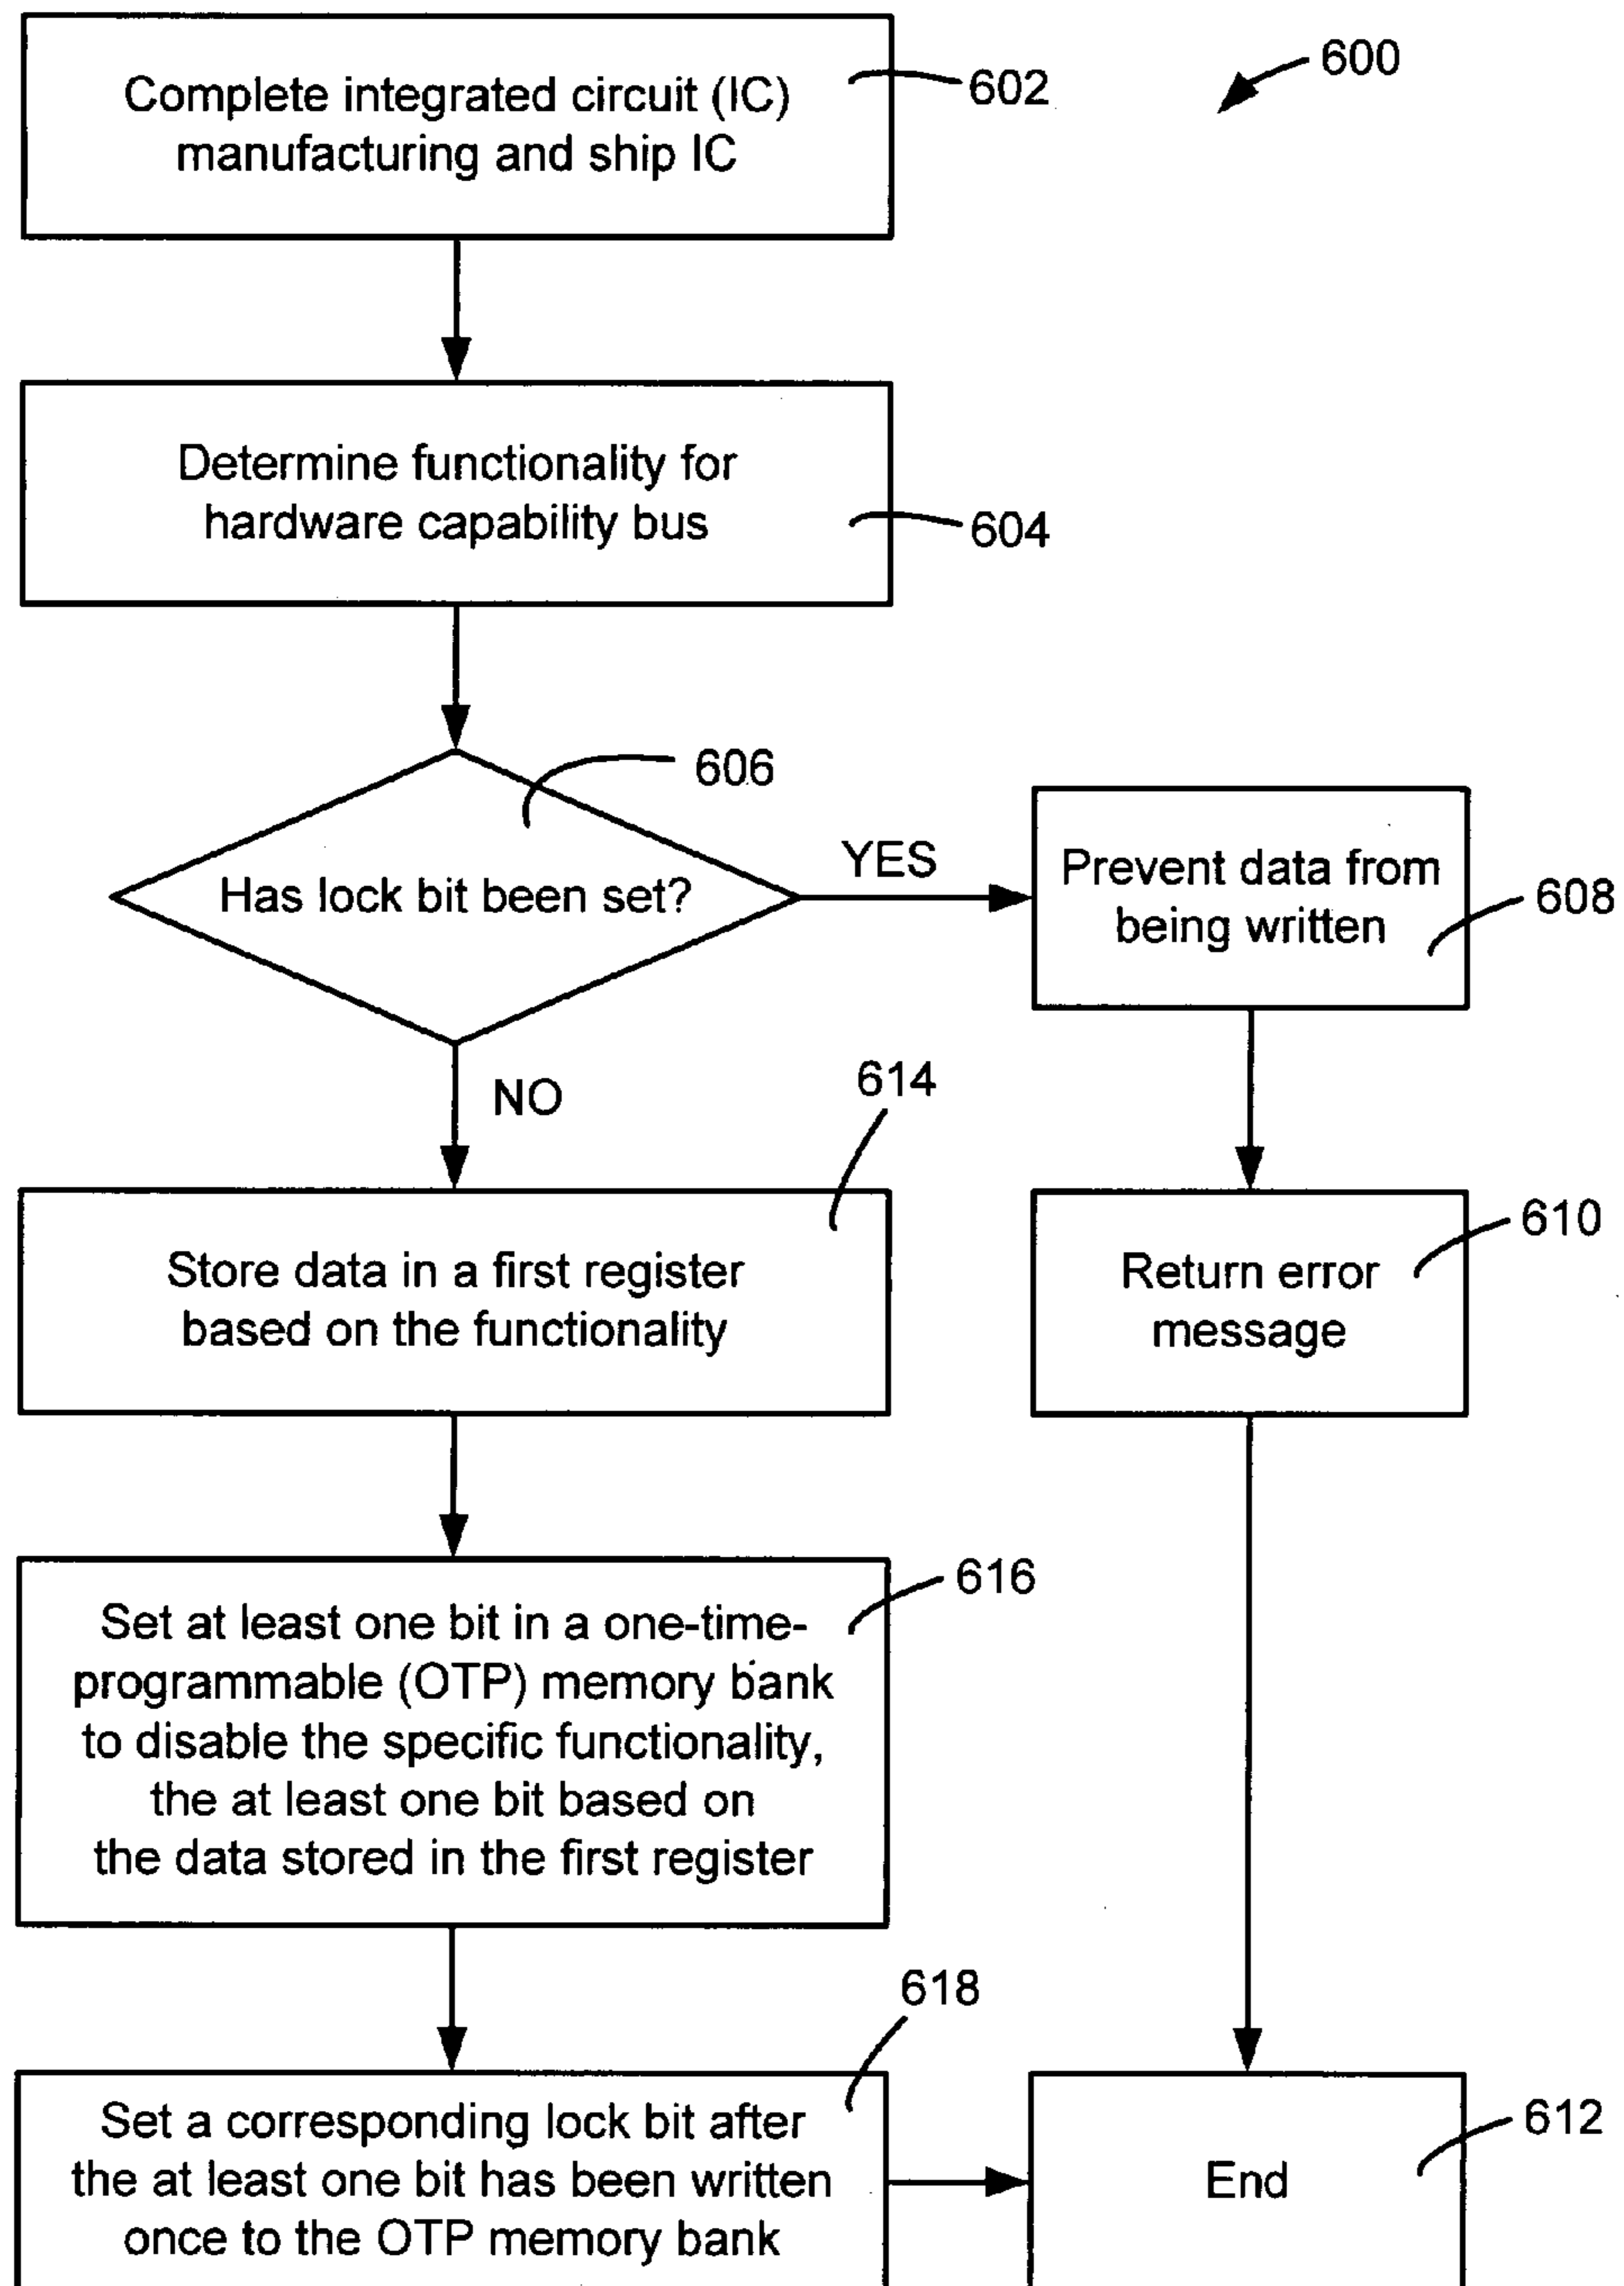 600
Complete integrated circuit (IC)
manufacturing and ship IC
602
Determine functionality for
hardware capability bus
604
606
Has lock bit been set?
YES
Prevent data from
being written
608
NO
614
Store data in a first register
based on the functionality
Return error
message
610
616
Set at least one bit in a one-time-
programmable (OTP) memory bank
to disable the specific functionality,
the at least one bit based on
the data stored in the first register
618
Set a corresponding lock bit after
the at least one bit has been written
once to the OTP memory bank
End
612